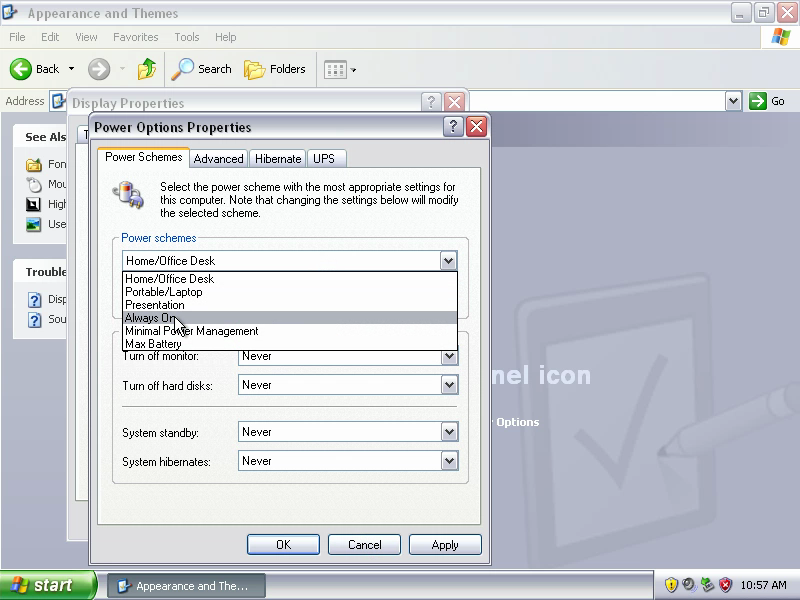 Appearance and Themes
File Edit View Favorites Tools Help
Back Search Folders
Address Go
Display Properties
Power Options Properties
See Als
Power Schemes Advanced Hibernate UPS
Fon
Mou
High
Use
Select the power scheme with the most appropriate settings for
this computer. Note that changing the settings below will modify
the selected scheme.
Power schemes
Home/Office Desk
Home/Office Desk
Portable/Laptop
Presentation
Always On
Minimal Power Management
Max Battery
Trouble
Disp
Sou
Turn off monitor: Never
Turn off hard disks: Never
System standby: Never
System hibernates: Never
nel icon
Options
OK Cancel Apply
start Appearance and The... 10:57 AM